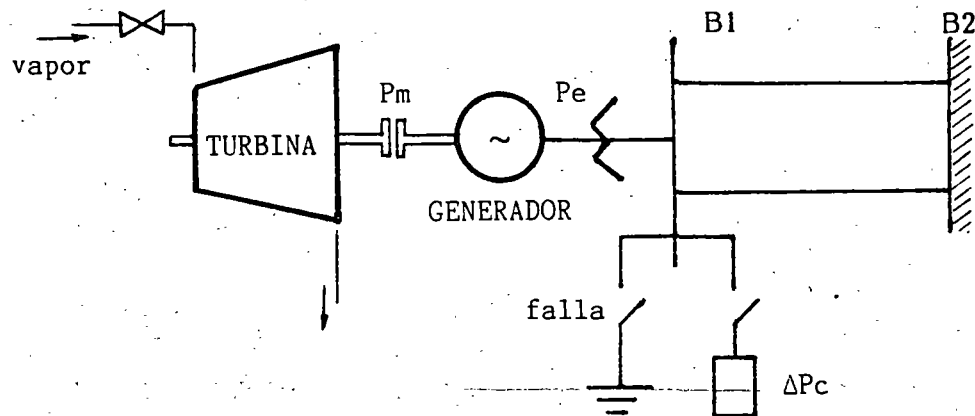 B1
B2
vapor
Pm
Pe
TURBINA
~
GENERADOR
falla
ΔPc